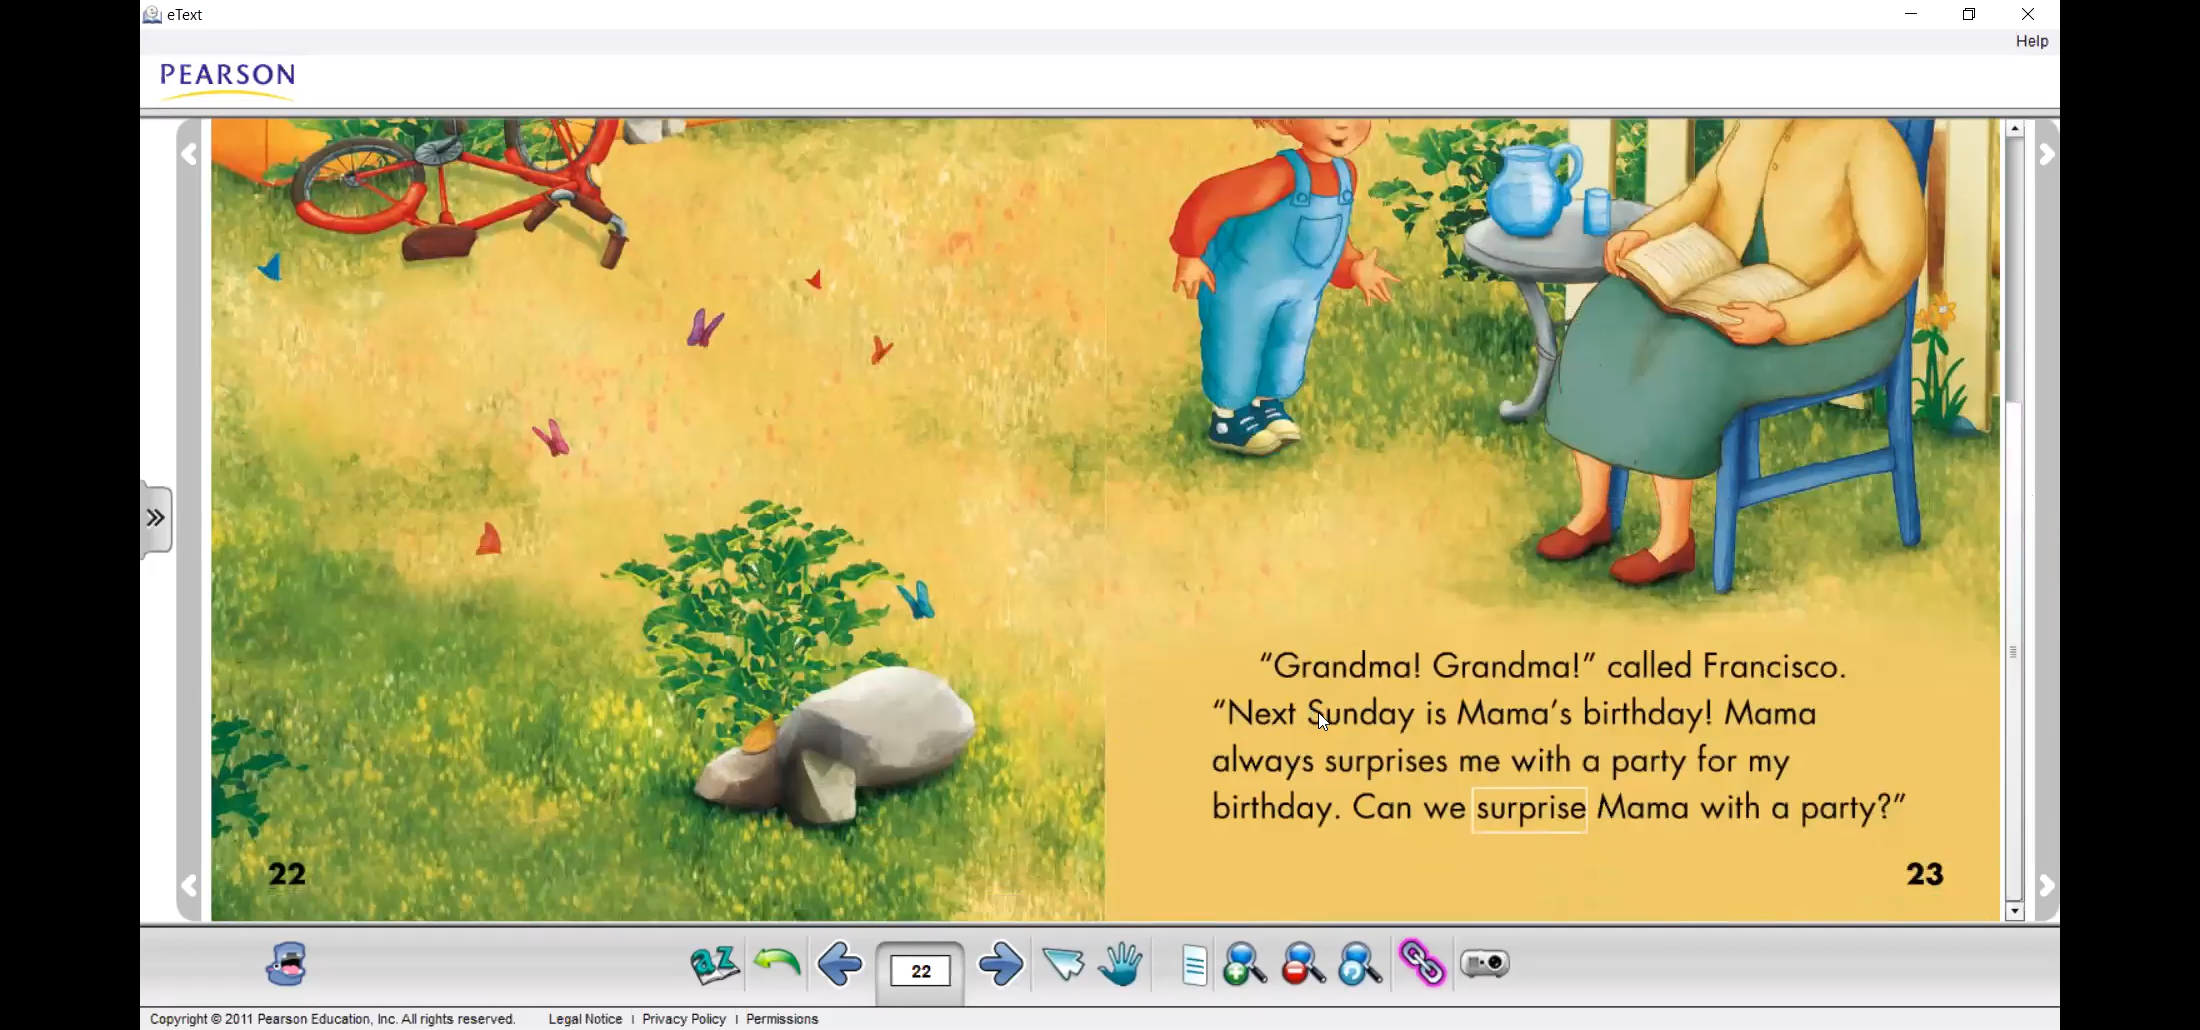 eText
Help
PEARSON
“Grandma! Grandma!” called Francisco.
“Next Sunday is Mama’s birthday! Mama
always surprises me with a party for my
birthday. Can we surprise Mama with a party?”
22
23
az
22
Copyright © 2011 Pearson Education, Inc. All rights reserved. Legal Notice | Privacy Policy | Permissions